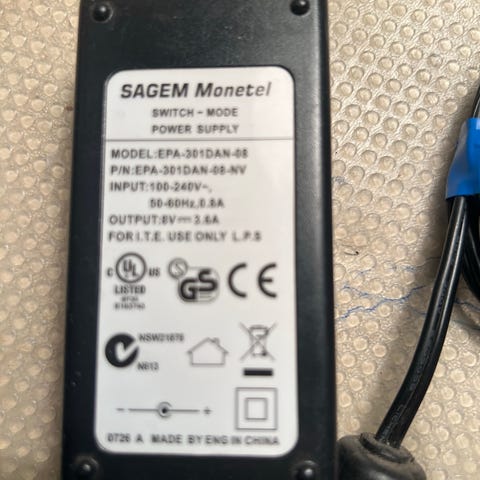 SAGEM Monetel
SWITCH - MODE
POWER SUPPLY
MODEL:EPA-301DAN-08
P/N:EPA-301DAN-08-NV
INPUT:100-240V~,
50-60Hz,0.8A
OUTPUT:8V⎓3.6A
FOR I.T.E. USE ONLY L.P.S
C UL US
LISTED
S GS CE
N613
- +
0726 A MADE BY ENG IN CHINA